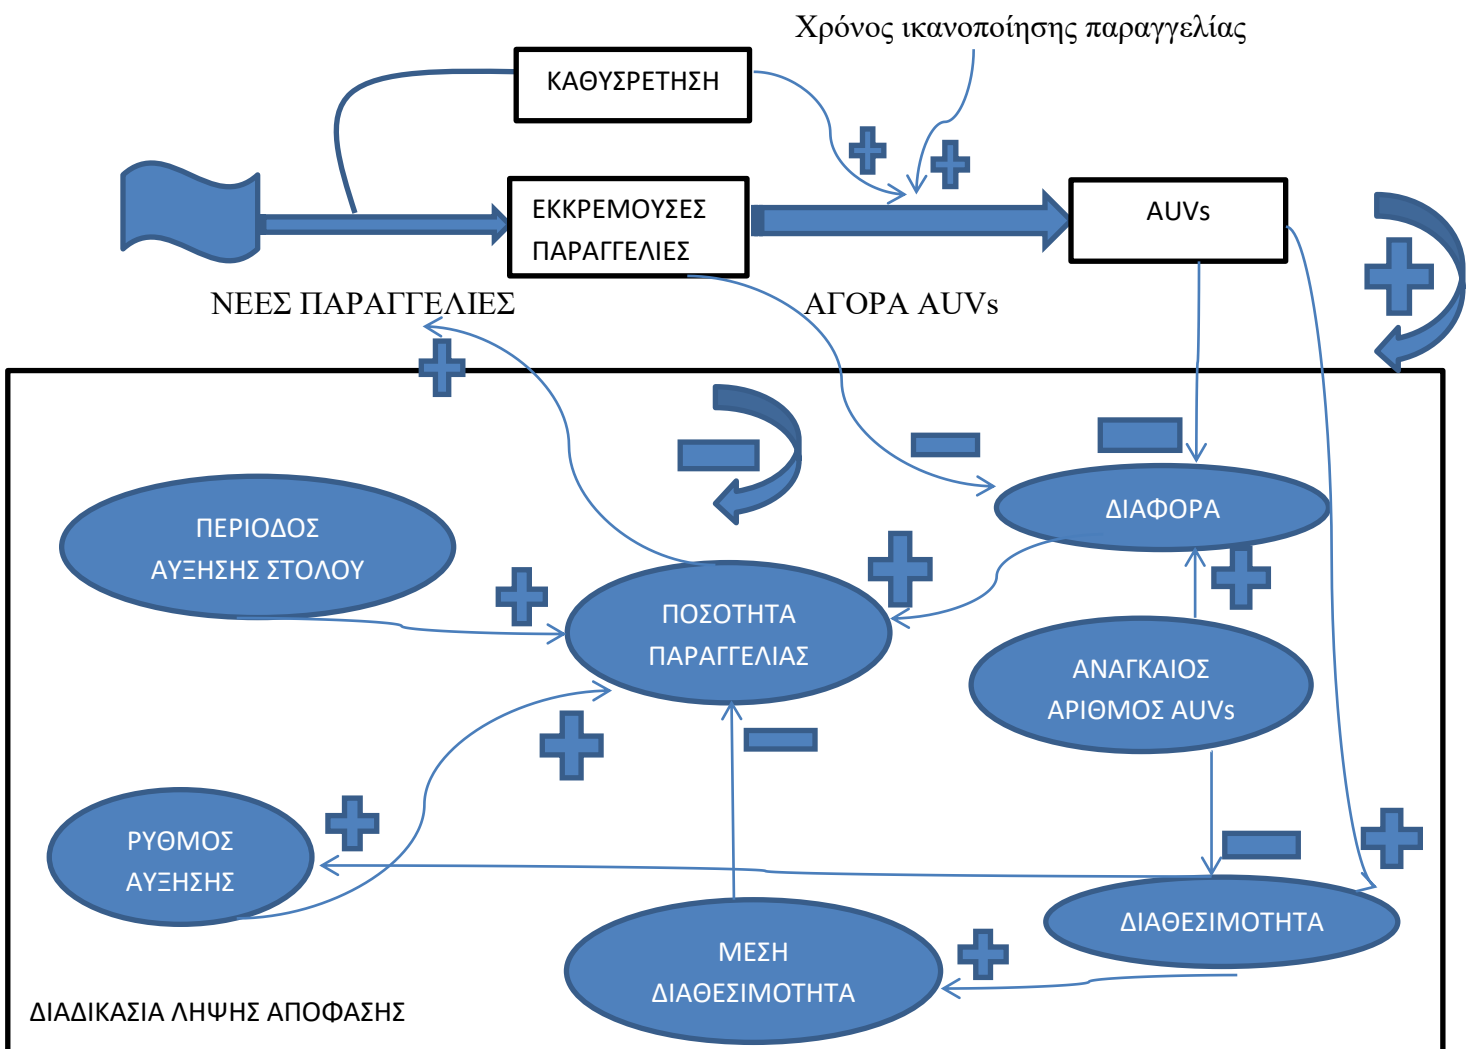 Χρόνος ικανοποίησης παραγγελίας
ΚΑΘΥΣΡΕΤΗΣΗ
ΕΚΚΡΕΜΟΥΣΕΣ
ΠΑΡΑΓΓΕΛΙΕΣ
AUVs
ΝΕΕΣ ΠΑΡΑΓΓΕΛΙΕΣ
ΑΓΟΡΑ AUVs
ΔΙΑΦΟΡΑ
ΠΕΡΙΟΔΟΣ
ΑΥΞΗΣΗΣ ΣΤΟΛΟΥ
ΠΟΣΟΤΗΤΑ
ΠΑΡΑΓΓΕΛΙΑΣ
ΑΝΑΓΚΑΙΟΣ
ΑΡΙΘΜΟΣ AUVs
ΡΥΘΜΟΣ
ΑΥΞΗΣΗΣ
ΔΙΑΘΕΣΙΜΟΤΗΤΑ
ΜΕΣΗ
ΔΙΑΘΕΣΙΜΟΤΗΤΑ
ΔΙΑΔΙΚΑΣΙΑ ΛΗΨΗΣ ΑΠΟΦΑΣΗΣ